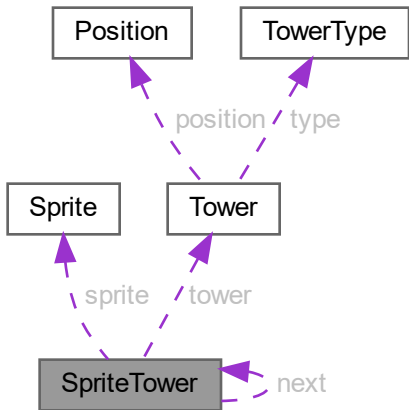 Position TowerType
position type
Sprite Tower
sprite tower
SpriteTower next